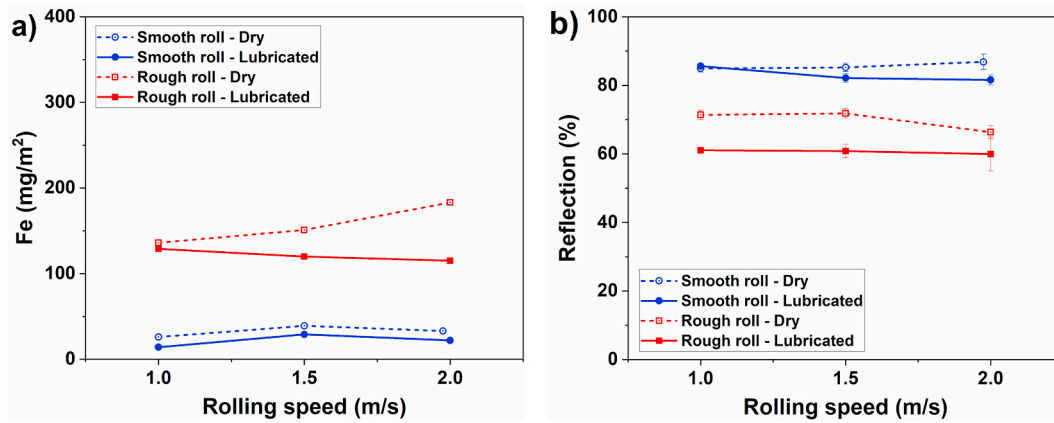 a)
400
300
200
100
0
Fe (mg/m²)
Smooth roll - Dry
Smooth roll - Lubricated
Rough roll - Dry
Rough roll - Lubricated
1.0 1.5 2.0
Rolling speed (m/s)
b)
100
80
60
40
20
0
Reflection (%)
Smooth roll - Dry
Smooth roll - Lubricated
Rough roll - Dry
Rough roll - Lubricated
1.0 1.5 2.0
Rolling speed (m/s)